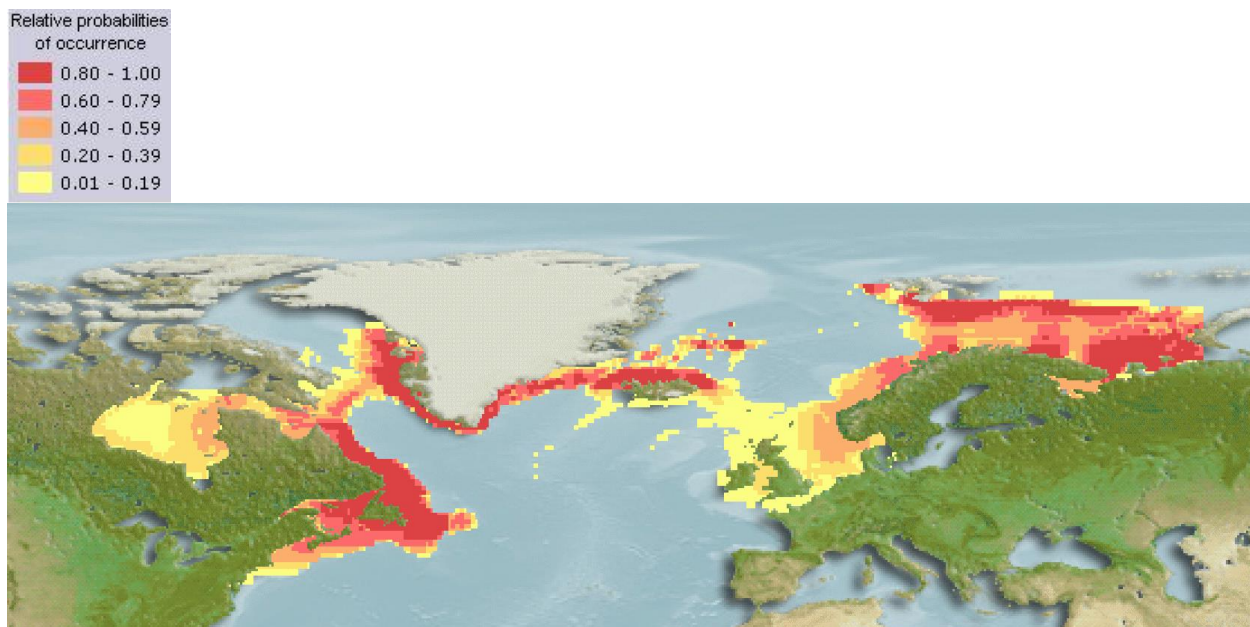 Relative probabilities
of occurrence
0.80 - 1.00
0.60 - 0.79
0.40 - 0.59
0.20 - 0.39
0.01 - 0.19